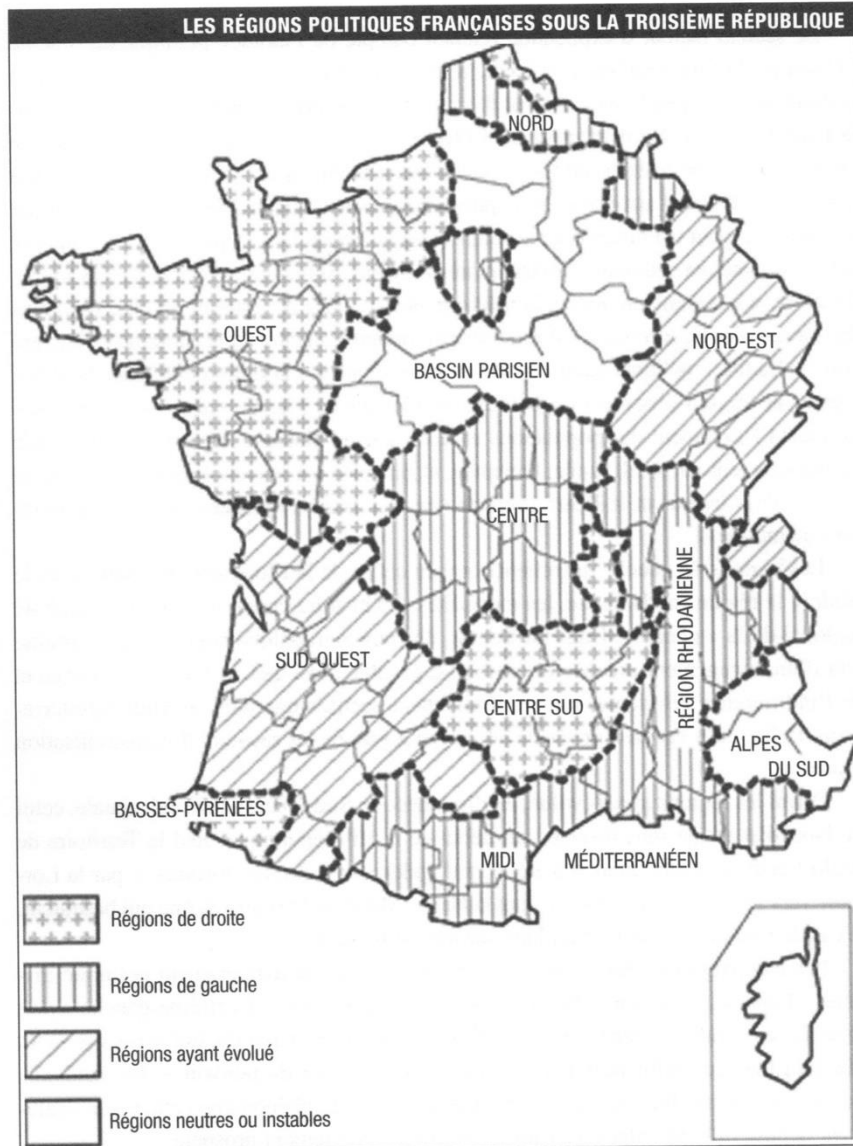 LES RÉGIONS POLITIQUES FRANÇAISES SOUS LA TROISIÈME RÉPUBLIQUE
NORD
OUEST
NORD-EST
BASSIN PARISIEN
CENTRE
SUD-OUEST
CENTRE SUD
RÉGION RHODANIENNE
ALPES
DU SUD
BASSES-PYRÉNÉES
MIDI
MÉDITERRANÉEN
Régions de droite
Régions de gauche
Régions ayant évolué
Régions neutres ou instables